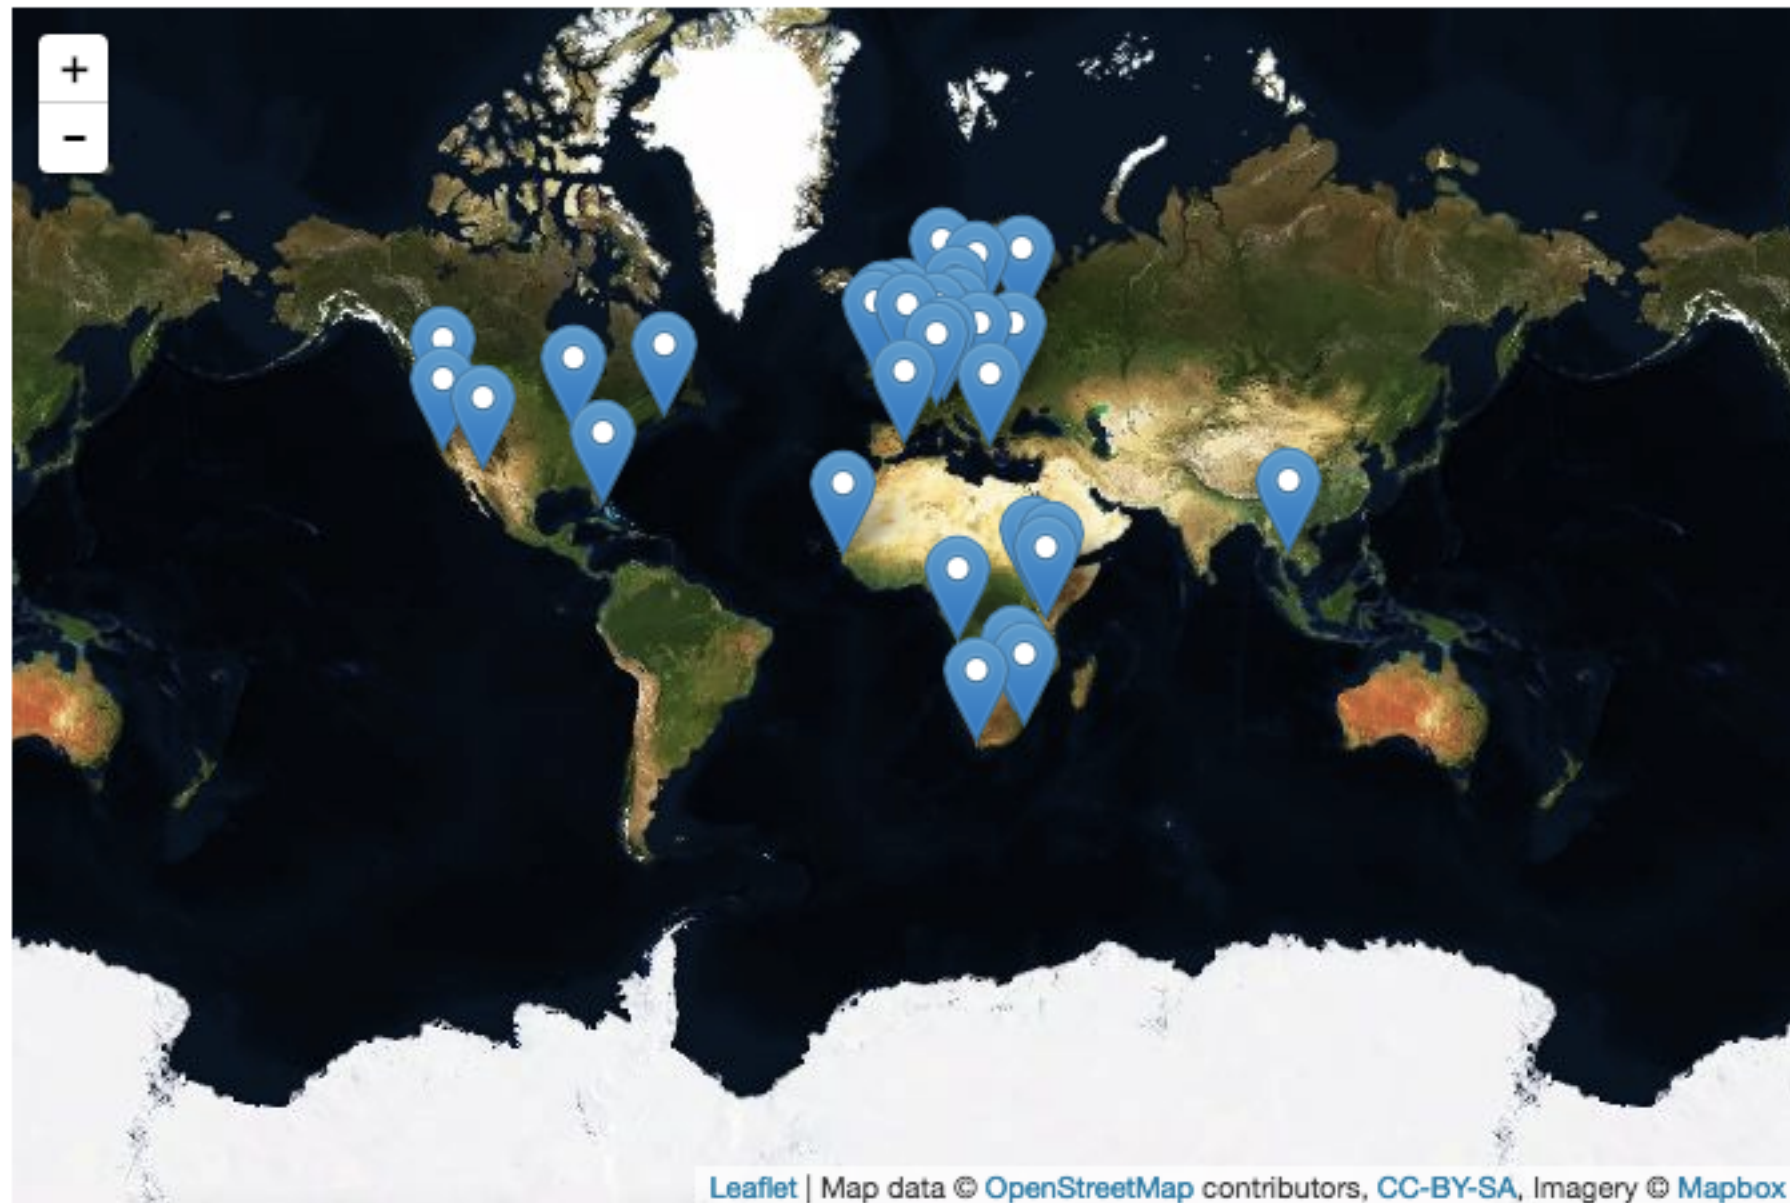 +
−
Leaflet | Map data © OpenStreetMap contributors, CC-BY-SA, Imagery © Mapbox